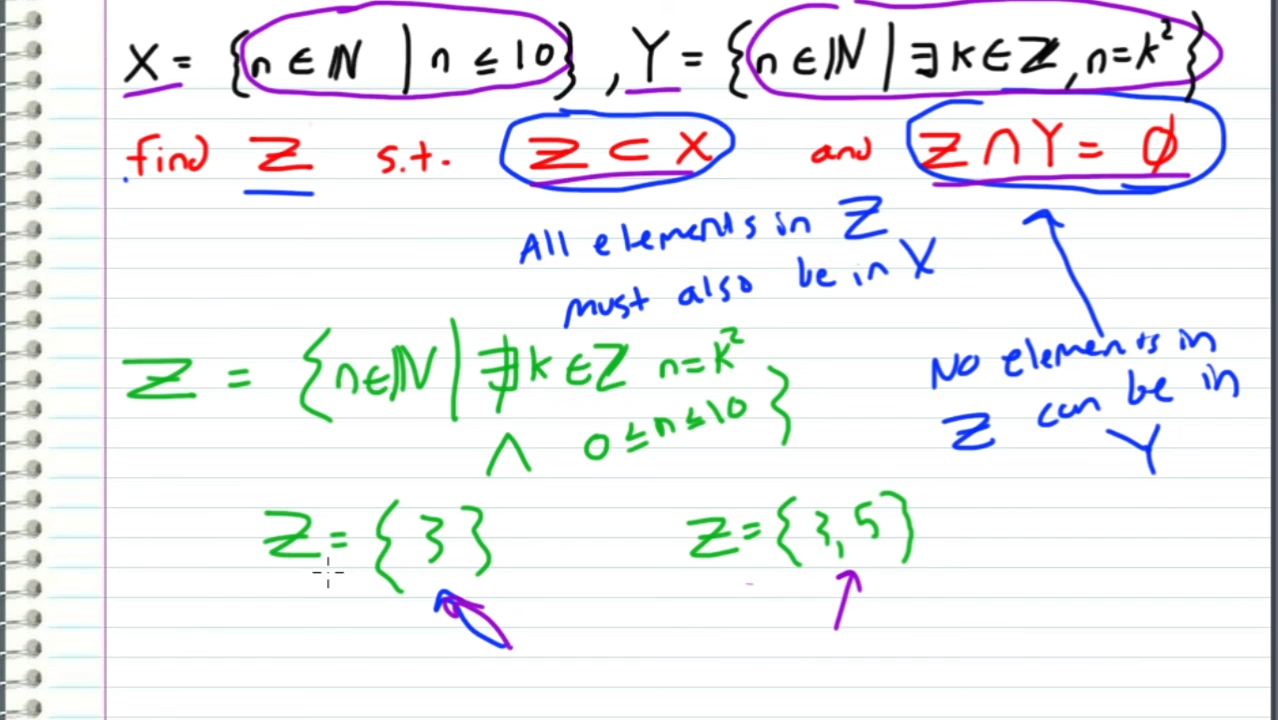 X = {n ∈ ℕ | n ≤ 10}, Y = {n ∈ ℕ | ∃ k ∈ ℤ, n = k²}
find Z s.t. Z ⊂ X and Z ∩ Y = ∅
All elements in Z
must also be in X
No elements in
Z can be in
Y
Z = {n ∈ ℕ | ∄ k ∈ ℤ n = k²
∧ 0 ≤ n ≤ 10}
Z = {3}
Z = {3, 5}